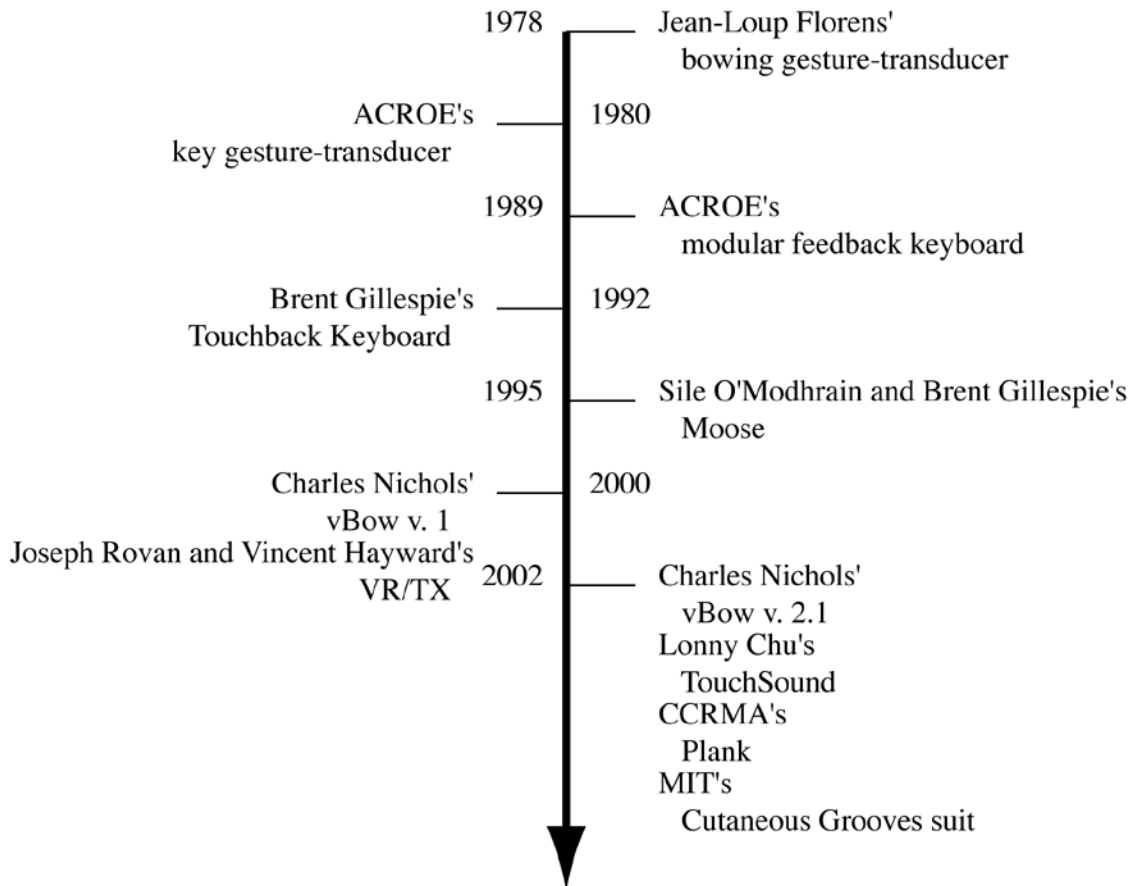 1978
Jean-Loup Florens'
bowing gesture-transducer
ACROE's
key gesture-transducer
1980
1989
ACROE's
modular feedback keyboard
Brent Gillespie's
Touchback Keyboard
1992
1995
Sile O'Modhrain and Brent Gillespie's
Moose
Charles Nichols'
vBow v. 1
Joseph Rovan and Vincent Hayward's
VR/TX
2000
2002
Charles Nichols'
vBow v. 2.1
Lonny Chu's
TouchSound
CCRMA's
Plank
MIT's
Cutaneous Grooves suit